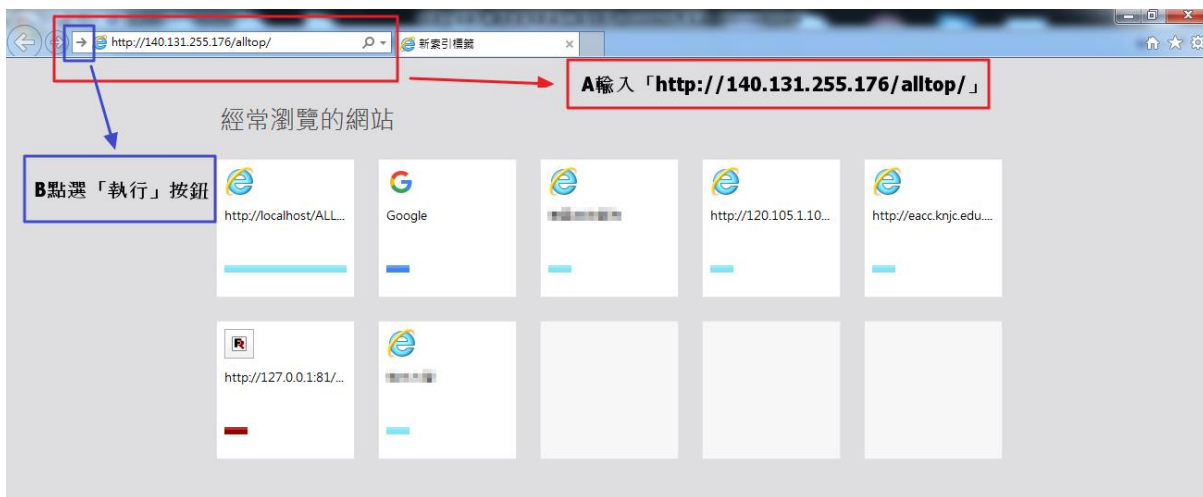 http://140.131.255.176/alltop/
新索引標籤
A輸入「http://140.131.255.176/alltop/」
經常瀏覽的網站
B點選「執行」按鈕
http://localhost/ALL...
Google
http://120.105.1.10...
http://eacc.knjc.edu....
http://127.0.0.1:81/...